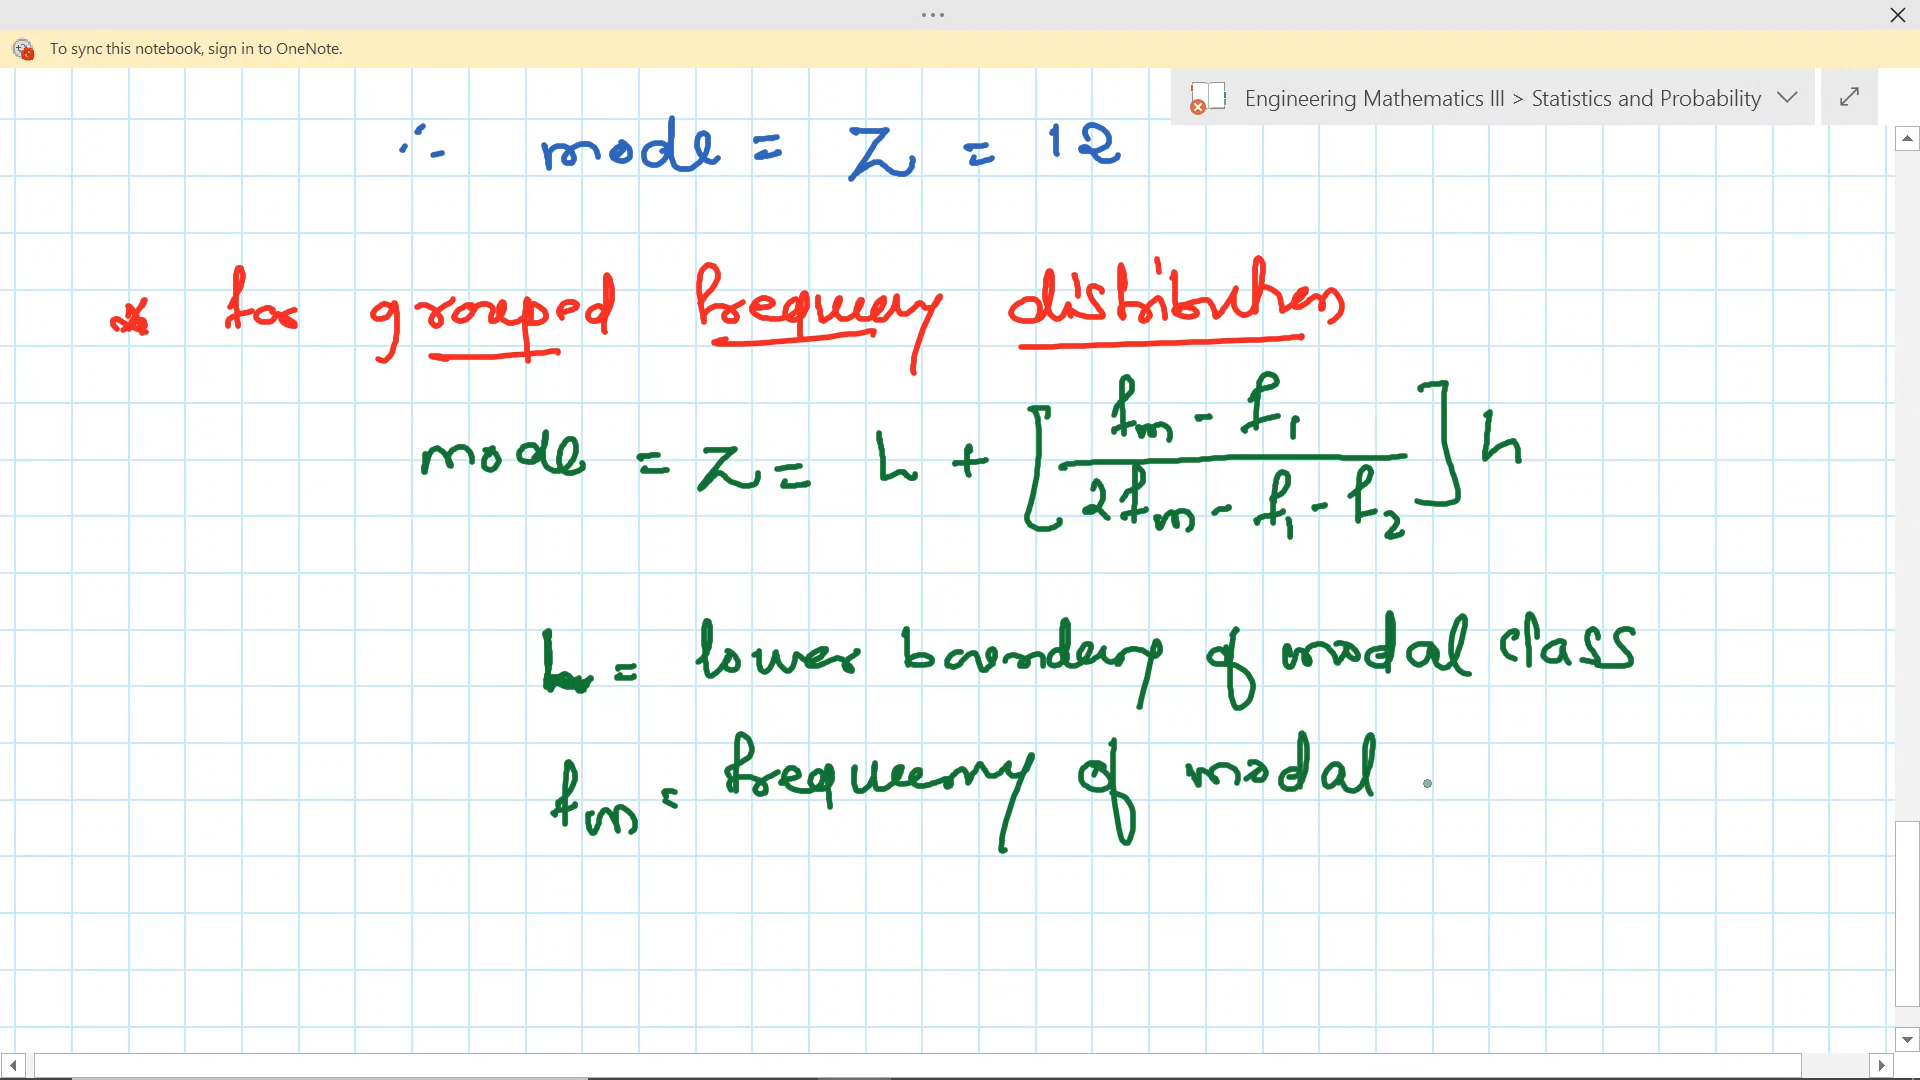 To sync this notebook, sign in to OneNote.
Engineering Mathematics III > Statistics and Probability
∴ mode = Z = 12
* for grouped frequency distribution
mode = Z = L + [ (fm - f1) / (2fm - f1 - f2) ] h
L = lower boundary of modal class
fm = frequency of modal